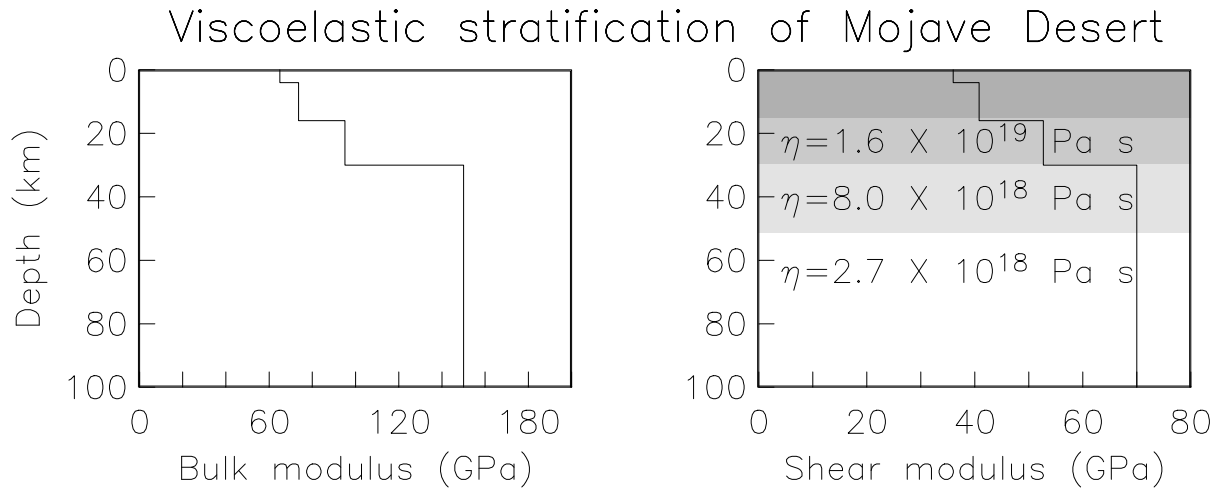 Viscoelastic stratification of Mojave Desert
Depth (km)
0
20
40
60
80
100
0 60 120 180
Bulk modulus (GPa)
0
20
40
60
80
100
η=1.6 X 10¹⁹ Pa s
η=8.0 X 10¹⁸ Pa s
η=2.7 X 10¹⁸ Pa s
0 20 40 60 80
Shear modulus (GPa)